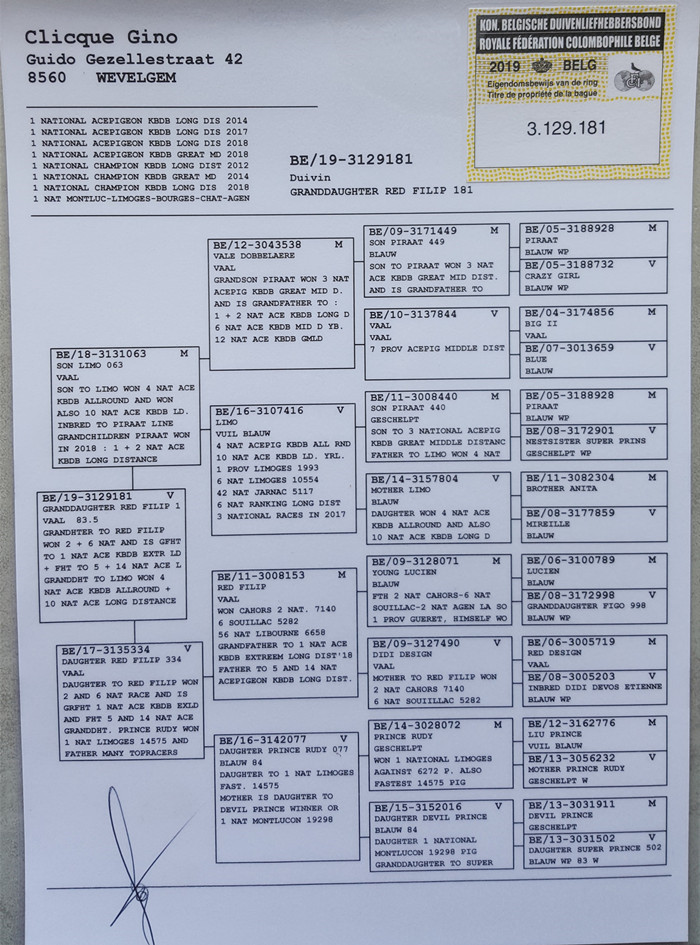 Clicque Gino
Guido Gezellestraat 42
8560 WEVELGEM
KON. BELGISCHE DUIVENLIEFHEBBERSBOND
ROYALE FÉDÉRATION COLOMBOPHILE BELGE
2019 BELG
Eigendomsbewijs van de ring
Titre de propriété de la bague
3.129.181
1 NATIONAL ACEPIGEON KBDB LONG DIS 2014
1 NATIONAL ACEPIGEON KBDB LONG DIS 2017
1 NATIONAL ACEPIGEON KBDB LONG DIS 2018
1 NATIONAL ACEPIGEON KBDB GREAT MD 2018
1 NATIONAL CHAMPION KBDB LONG DIST 2012
1 NATIONAL CHAMPION KBDB GREAT MD 2014
1 NATIONAL CHAMPION KBDB LONG DIS 2018
1 NAT MONTLUC-LIMOGES-BOURGES-CHAT-AGEN
BE/19-3129181
Duivin
GRANDDAUGHTER RED FILIP 181
BE/19-3129181 V
GRANDDAUGHTER RED FILIP 1
VAAL 83.5
GRANDHTER TO RED FILIP
WON 2 + 6 NAT AND IS GFHT
TO 1 NAT ACE KBDB EXTR LD
+ FHT TO 5 + 14 NAT ACE L
GRANDDHT TO LIMO WON 4
NAT ACE KBDB ALLROUND +
10 NAT ACE LONG DISTANCE
BE/18-3131063 M
SON LIMO 063
VAAL
SON TO LIMO WON 4 NAT ACE
KBDB ALLROUND AND WON
ALSO 10 NAT ACE KBDB LD.
INBRED TO PIRAAT LINE
GRANDCHILDREN PIRAAT WON
IN 2018 : 1 + 2 NAT ACE
KBDB LONG DISTANCE
BE/17-3135334 V
DAUGHTER RED FILIP 334
VAAL
DAUGHTER TO RED FILIP WON
2 AND 6 NAT RACE AND IS
GRFHT 1 NAT ACE KBDB EXLD
AND FHT 5 AND 14 NAT ACE
GRANDDHT. PRINCE RUDY WON
1 NAT LIMOGES 14575 AND
FATHER MANY TOPRACERS
BE/12-3043538 M
VALE DOBBELAERE
VAAL
GRANDSON PIRAAT WON 3 NAT
ACEPIG KBDB GREAT MID D.
AND IS GRANDFATHER TO :
1 + 2 NAT ACE KBDB LONG D
6 NAT ACE KBDB MID D YB.
12 NAT ACE KBDB GMLD
BE/16-3107416 V
LIMO
VUIL BLAUW
4 NAT ACEPIG KBDB ALL RND
10 NAT ACE KBDB LD. YRL.
1 PROV LIMOGES 1993
6 NAT LIMOGES 10554
42 NAT JARNAC 5117
6 NAT RANKING LONG DIST
3 NATIONAL RACES IN 2017
BE/11-3008153 M
RED FILIP
VAAL
WON CAHORS 2 NAT. 7140
6 SOUILLAC 5282
56 NAT LIBOURNE 6658
GRANDFATHER TO 1 NAT ACE
KBDB EXTREEM LONG DIST'18
FATHER TO 5 AND 14 NAT
ACEPIGEON KBDB LONG DIST.
BE/16-3142077 V
DAUGHTER PRINCE RUDY 077
BLAUW 84
DAUGHTER TO 1 NAT LIMOGES
FAST. 14575
MOTHER IS DAUGHTER TO
DEVIL PRINCE WINNER OR
1 NAT MONTLUCON 19298
BE/09-3171449 M
SON PIRAAT 449
BLAUW
SON TO PIRAAT WON 3 NAT
ACE KBDB GREAT MID DIST.
AND IS GRANDFATHER TO
BE/10-3137844 V
VAAL
VAAL
7 PROV ACEPIG MIDDLE DIST
BE/11-3008440 M
SON PIRAAT 440
GESCHELPT
SON TO 3 NATIONAL ACEPIG
KBDB GREAT MIDDLE DISTANC
FATHER TO LIMO WON 4 NAT
BE/14-3157804 V
MOTHER LIMO
BLAUW
DAUGHTER WON 4 NAT ACE
KBDB ALLROUND AND ALSO
10 NAT ACE KBDB LONG D
BE/09-3128071 M
YOUNG LUCIEN
BLAUW
FTH 2 NAT CAHORS-6 NAT
SOUILLAC-2 NAT AGEN LA SO
1 PROV GUERET, HIMSELF WO
BE/09-3127490 V
DIDI DESIGN
VAAL
MOTHER TO RED FILIP WON
2 NAT CAHORS 7140
6 NAT SOUIILLAC 5282
BE/14-3028072 M
PRINCE RUDY
GESCHELPT
WON 1 NATIONAL LIMOGES
AGAINST 6272 P. ALSO
FASTEST 14575 PIG
BE/15-3152016 V
DAUGHTER DEVIL PRINCE
BLAUW 84
DAUGHTER 1 NATIONAL
MONTLUCON 19298 PIG
GRANDDAUGHTER TO SUPER
BE/05-3188928 M
PIRAAT
BLAUW WP
BE/05-3188732 V
CRAZY GIRL
BLAUW WP
BE/04-3174856 M
BIG II
VAAL
BE/07-3013659 V
BLUE
BLAUW
BE/05-3188928 M
PIRAAT
BLAUW WP
BE/08-3172901 V
NESTSISTER SUPER PRINS
GESCHELPT WP
BE/11-3082304 M
BROTHER ANITA
BE/08-3177859 V
MIREILLE
BLAUW
BE/06-3100789 M
LUCIEN
BLAUW
BE/08-3172998 V
GRANDDAUGHTER FIGO 998
BLAUW WP
BE/06-3005719 M
RED DESIGN
VAAL
BE/08-3005203 V
INBRED DIDI DEVOS ETIENNE
BLAUW WP
BE/12-3162776 M
LIU PRINCE
VUIL BLAUW
BE/13-3056232 V
MOTHER PRINCE RUDY
GESCHELPT W
BE/13-3031911 M
DEVIL PRINCE
GESCHELPT
BE/13-3031502 V
DAUGHTER SUPER PRINCE 502
BLAUW WP 83 W